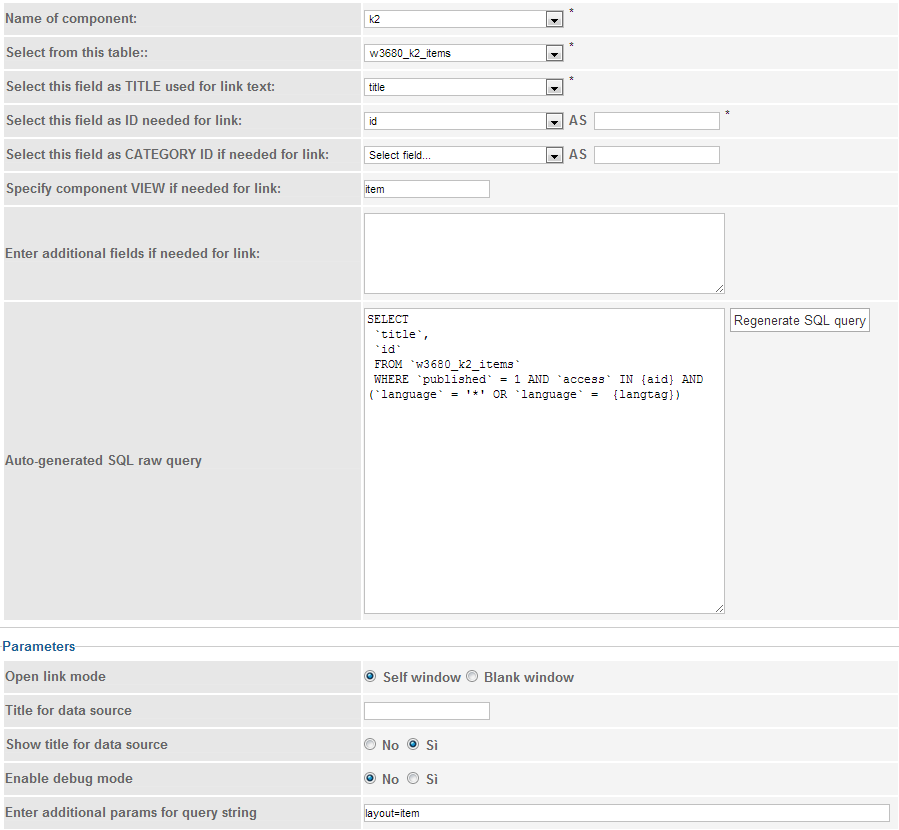 Name of component: k2 *
Select from this table:: w3680_k2_items *
Select this field as TITLE used for link text: title *
Select this field as ID needed for link: id AS *
Select this field as CATEGORY ID if needed for link: Select field... AS
Specify component VIEW if needed for link: item
Enter additional fields if needed for link:
Auto-generated SQL raw query
SELECT
`title`,
`id`
FROM `w3680_k2_items`
WHERE `published` = 1 AND `access` IN {aid} AND
(`language` = '*' OR `language` =  {langtag})
Regenerate SQL query
Parameters
Open link mode Self window Blank window
Title for data source
Show title for data source No Sì
Enable debug mode No Sì
Enter additional params for query string layout=item